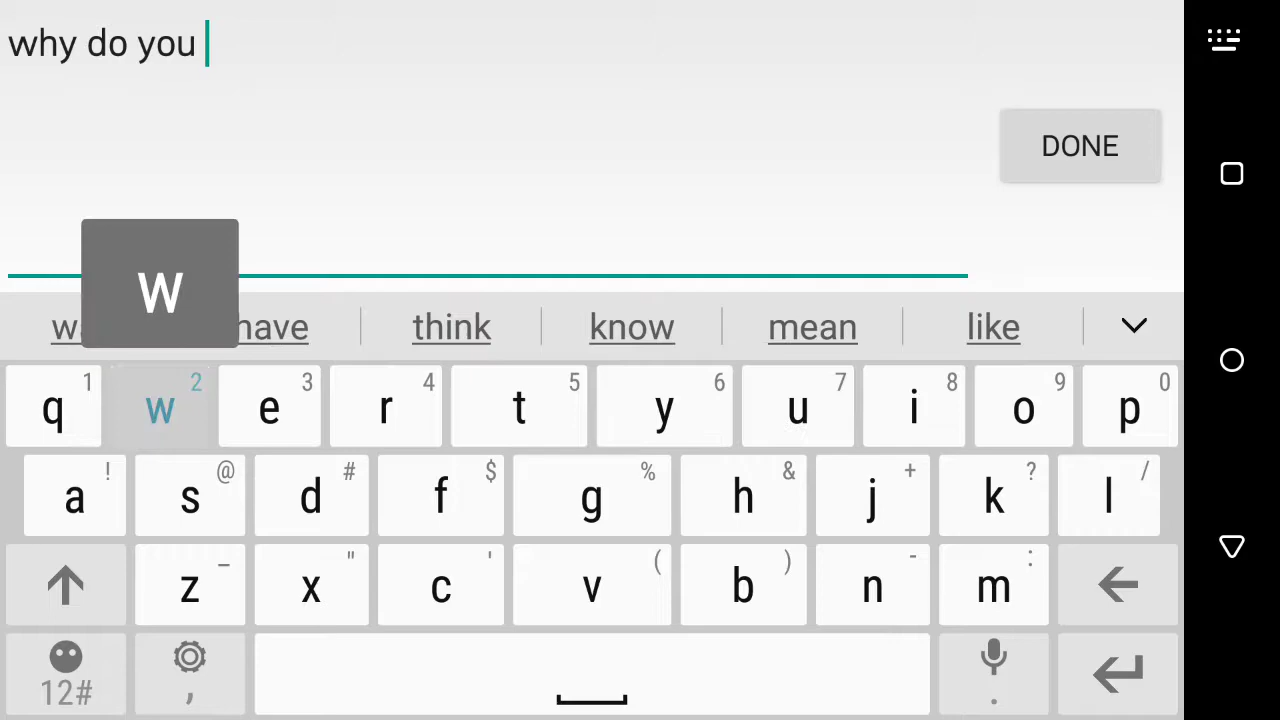 why do you
DONE
W
have think know mean like
q 1 w 2 e 3 r 4 t 5 y 6 u 7 i 8 o 9 p 0
a ! s @ d # f $ g % h & j + k ? l /
z _ x " c ' v ( b ) n - m :
12# , .